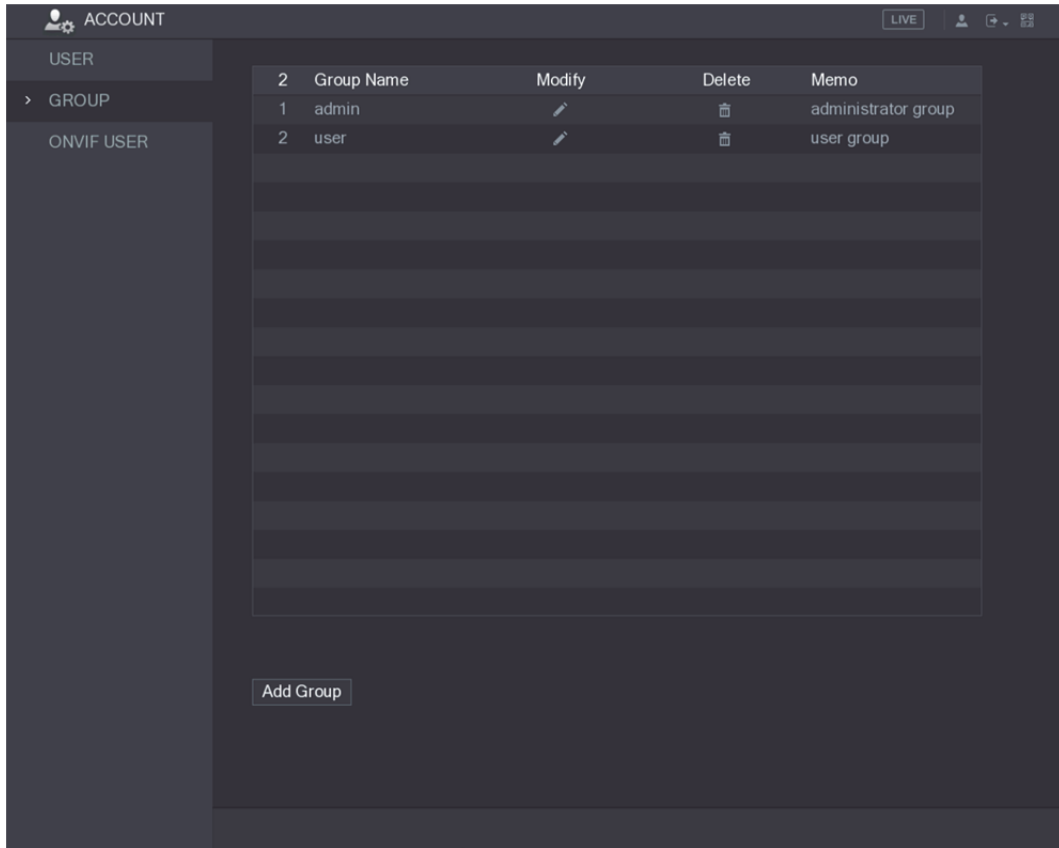 ACCOUNT LIVE
USER
GROUP
ONVIF USER
2 Group Name Modify Delete Memo
1 admin administrator group
2 user user group
Add Group